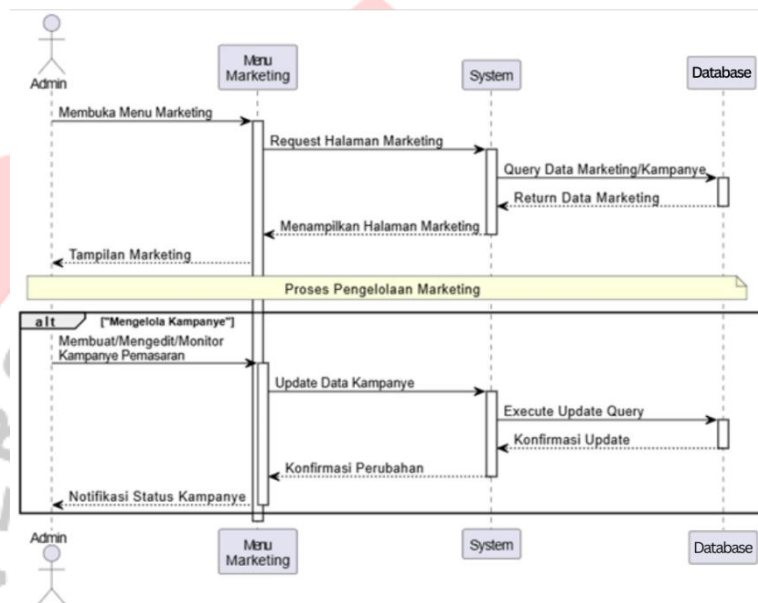 Admin
Menu
Marketing
System
Database
Membuka Menu Marketing
Request Halaman Marketing
Query Data Marketing/Kampanye
Return Data Marketing
Menampilkan Halaman Marketing
Tampilan Marketing
Proses Pengelolaan Marketing
alt
["Mengelola Kampanye"]
Membuat/Mengedit/Monitor
Kampanye Pemasaran
Update Data Kampanye
Execute Update Query
Konfirmasi Update
Konfirmasi Perubahan
Notifikasi Status Kampanye
Admin
Menu
Marketing
System
Database